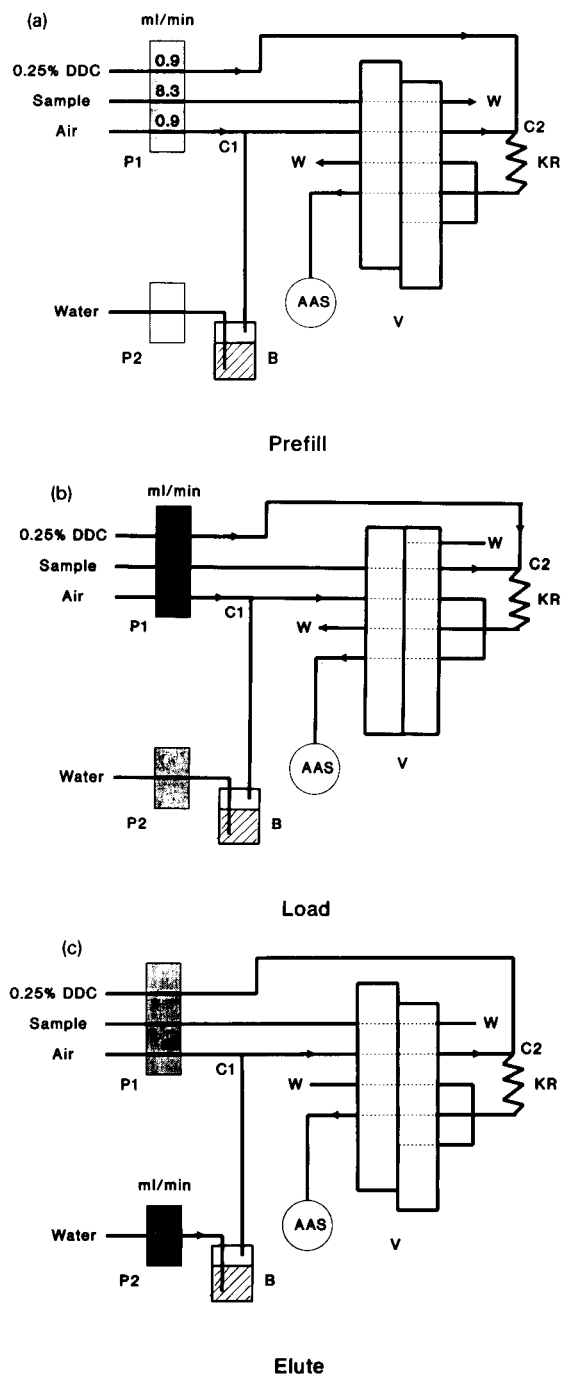 (a)
ml/min
0.25% DDC
0.9
Sample
8.3
W
Air
0.9
C1
C2
P1
W
KR
AAS
V
Water
P2
B
Prefill
(b)
ml/min
0.25% DDC
W
Sample
C2
Air
P1
C1
W
KR
AAS
V
Water
P2
B
Load
(c)
0.25% DDC
Sample
W
Air
C2
C1
P1
W
KR
ml/min
AAS
Water
V
P2
B
Elute